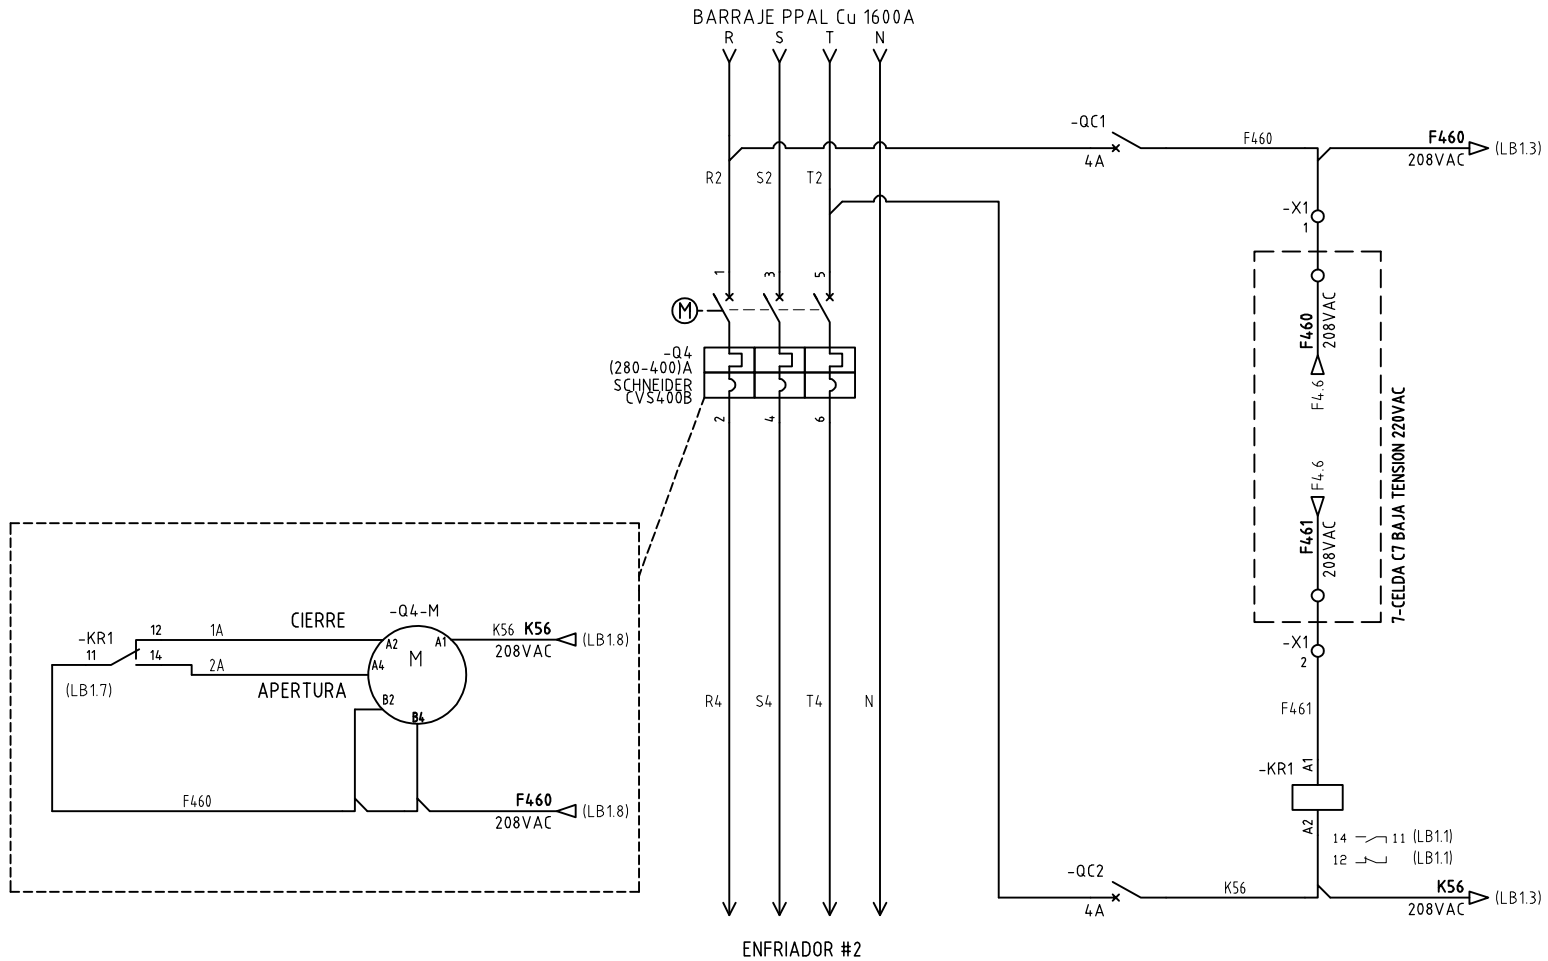 BARRAJE PPAL Cu 1600A
R S T N
-QC1
4A
F460
F460
208VAC
(LB1.3)
R2 S2 T2
-X1
1
1 3 5
M
-Q4
(280-400)A
SCHNEIDER
CVS400B
2 4 6
F460
208VAC
F4.6
F4.6
F461
208VAC
7-CELDA C7 BAJA TENSION 220VAC
-X1
2
F461
-KR1
A1
A2
14 11 (LB1.1)
12 (LB1.1)
-QC2
4A
K56
K56
208VAC
(LB1.3)
R4 S4 T4 N
ENFRIADOR #2
-Q4-M
CIERRE
-KR1
11
12
14
1A
2A
(LB1.7)
APERTURA
A2
A1
A4
M
B2
B4
K56 K56
208VAC
(LB1.8)
F460
F460
208VAC
(LB1.8)